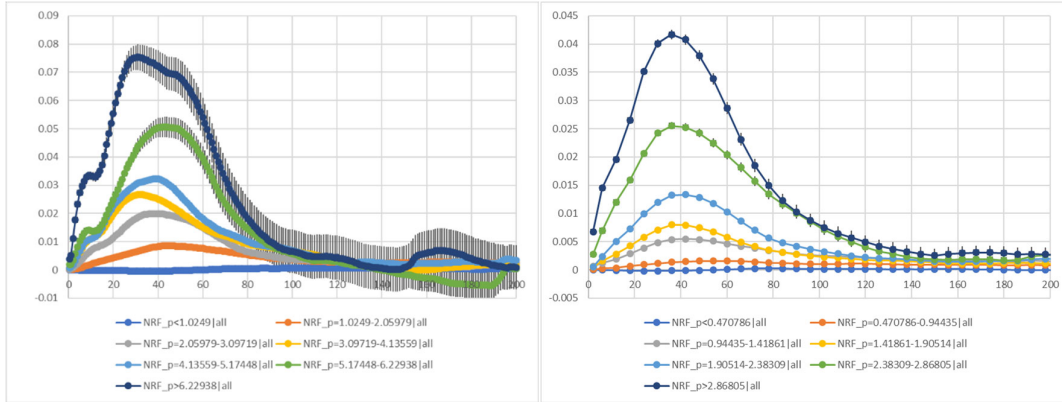 0.09
0.08
0.07
0.06
0.05
0.04
0.03
0.02
0.01
0
-0.01
0 20 40 60 80 100 120 140 160 180 200
NRF_p<1.0249|all NRF_p=1.0249-2.05979|all
NRF_p=2.05979-3.09719|all NRF_p=3.09719-4.13559|all
NRF_p=4.13559-5.17448|all NRF_p=5.17448-6.22938|all
NRF_p>6.22938|all
0.045
0.04
0.035
0.03
0.025
0.02
0.015
0.01
0.005
0
-0.005
0 20 40 60 80 100 120 140 160 180 200
NRF_p<0.470786|all NRF_p=0.470786-0.94435|all
NRF_p=0.94435-1.41861|all NRF_p=1.41861-1.90514|all
NRF_p=1.90514-2.38309|all NRF_p=2.38309-2.86805|all
NRF_p>2.86805|all